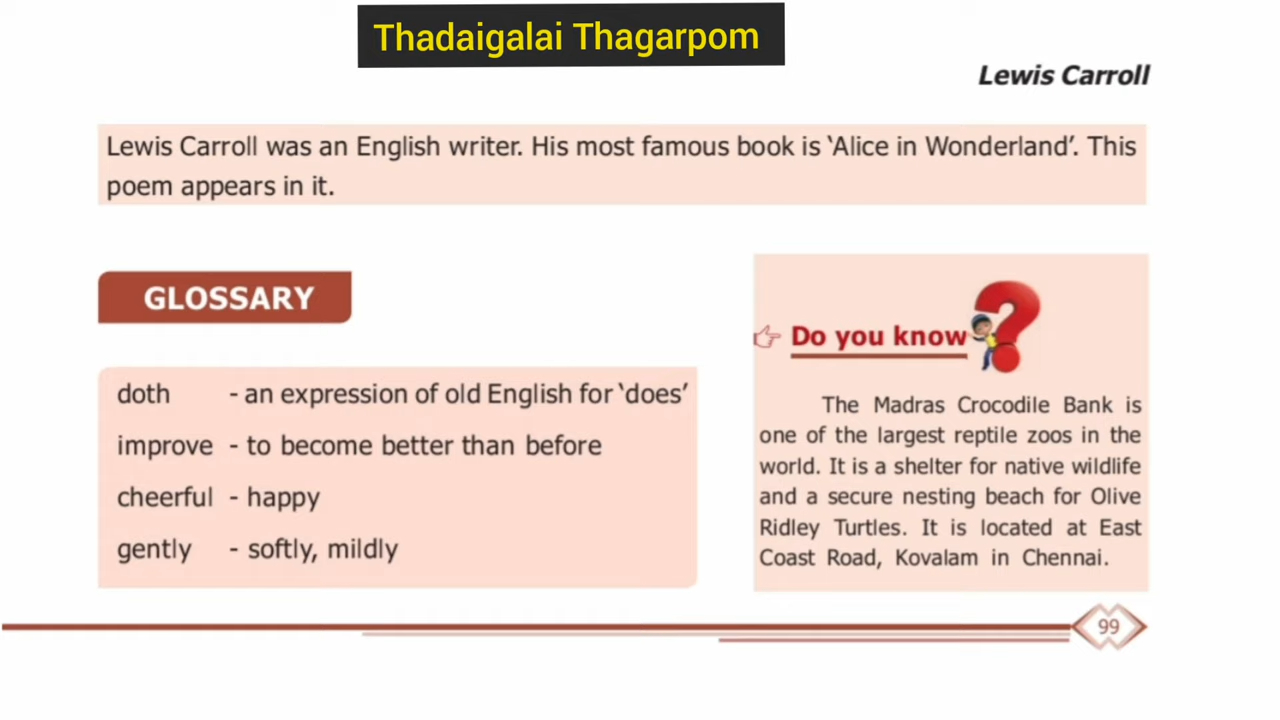 Thadaigalai Thagarpom
Lewis Carroll
Lewis Carroll was an English writer. His most famous book is ‘Alice in Wonderland’. This
poem appears in it.
GLOSSARY
doth - an expression of old English for ‘does’
improve - to become better than before
cheerful - happy
gently - softly, mildly
Do you know
The Madras Crocodile Bank is
one of the largest reptile zoos in the
world. It is a shelter for native wildlife
and a secure nesting beach for Olive
Ridley Turtles. It is located at East
Coast Road, Kovalam in Chennai.
99